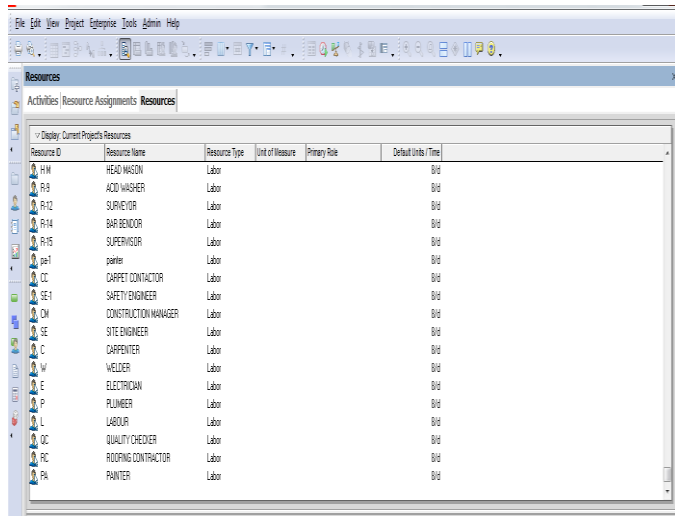 File Edit View Project Enterprise Tools Admin Help
Resources
Activities Resource Assignments Resources
Display: Current Project's Resources
Resource ID Resource Name Resource Type Unit of Measure Primary Role Default Units / Time
HM HEAD MASON Labor 8/d
R-9 ACID WASHER Labor 8/d
R-12 SURVEYOR Labor 8/d
R-14 BAR BENDOR Labor 8/d
R-15 SUPERVISOR Labor 8/d
pa-1 painter Labor 8/d
CC CARPET CONTACTOR Labor 8/d
SE-1 SAFETY ENGINEER Labor 8/d
CM CONSTRUCTION MANAGER Labor 8/d
SE SITE ENGINEER Labor 8/d
C CARPENTER Labor 8/d
W WELDER Labor 8/d
E ELECTRICIAN Labor 8/d
P PLUMBER Labor 8/d
L LABOUR Labor 8/d
QC QUALITY CHECKER Labor 8/d
RC ROOFING CONTRACTOR Labor 8/d
PA PAINTER Labor 8/d